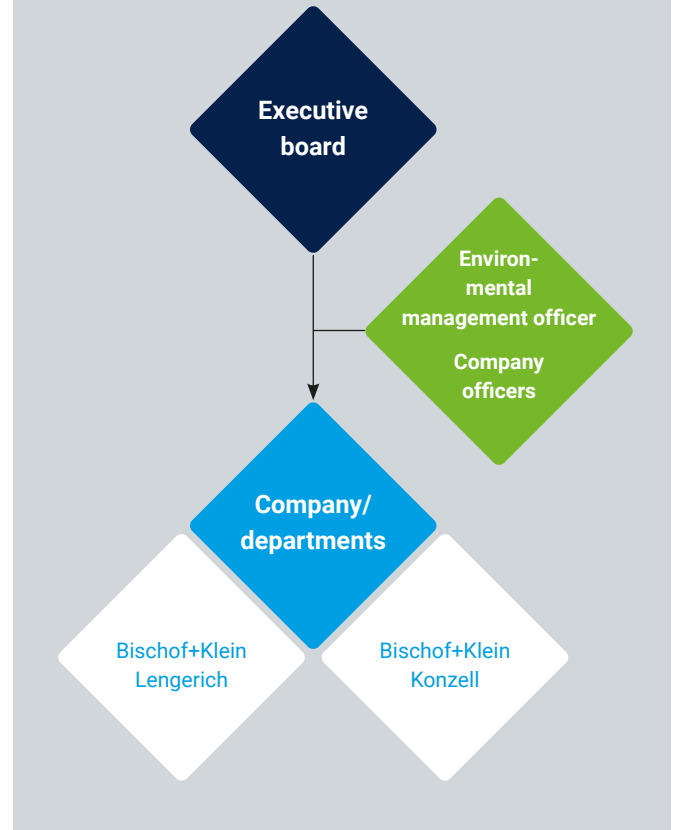 Executive
board
Environ-
mental
management officer
Company
officers
Company/
departments
Bischof+Klein
Lengerich
Bischof+Klein
Konzell